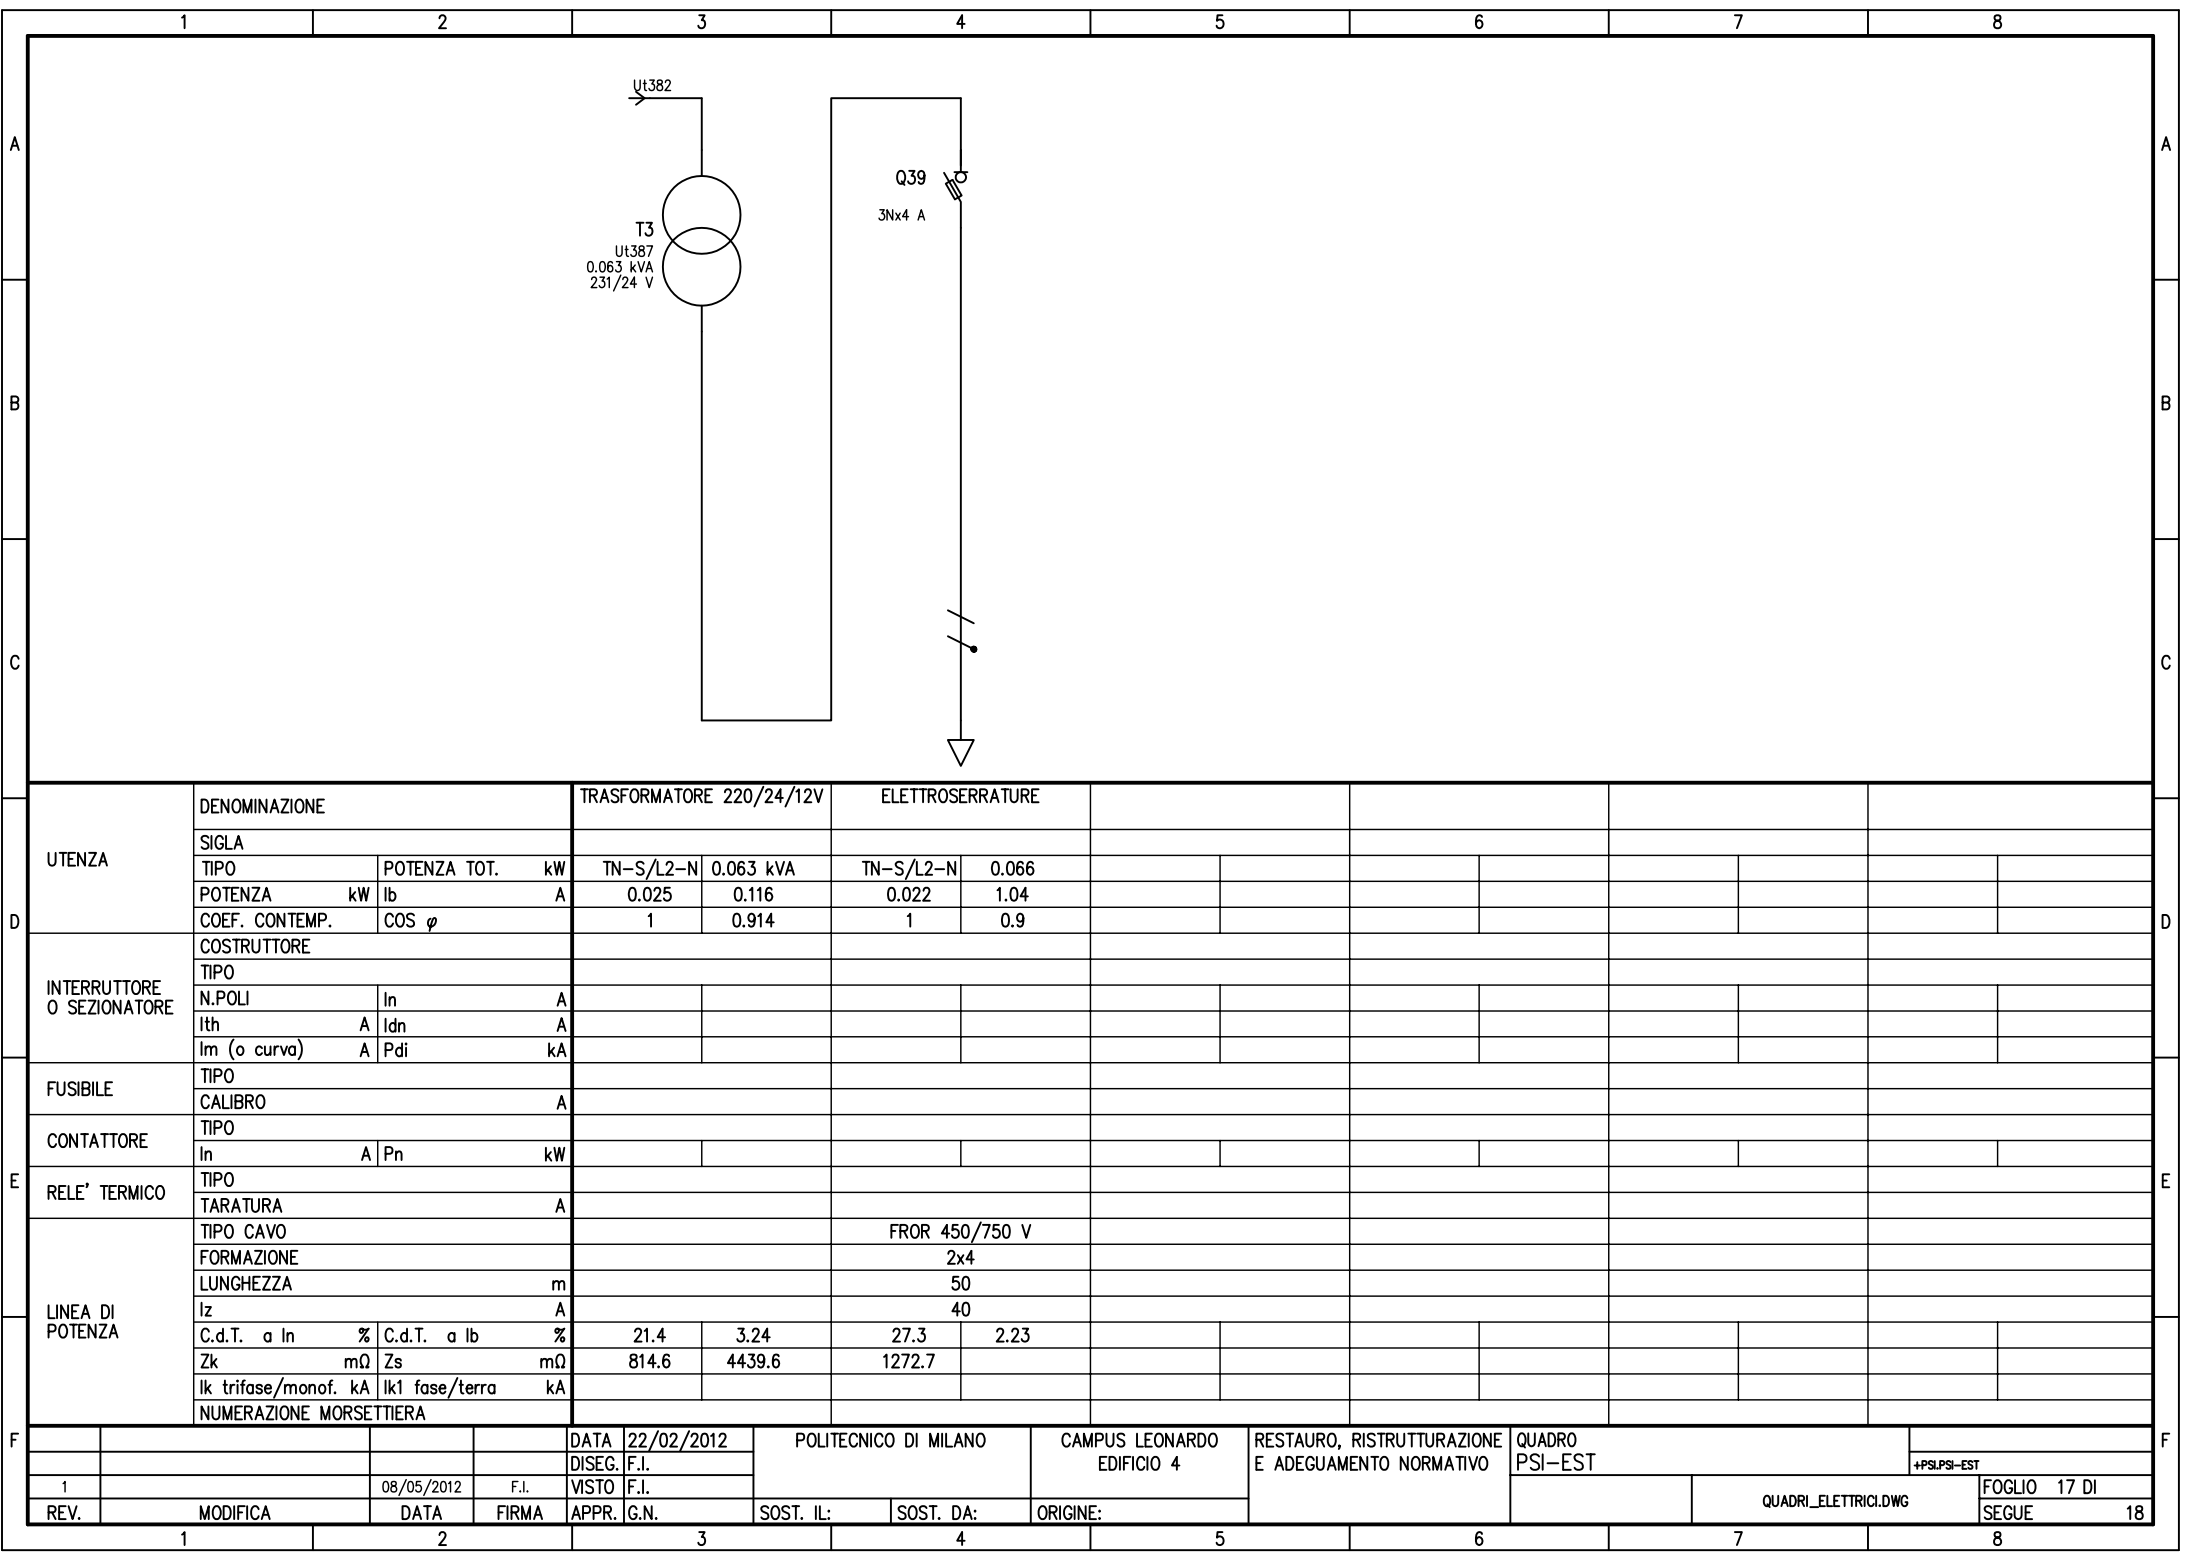 1 2 3 4 5 6 7 8
Ut382
A A
Q39
3Nx4 A
T3
Ut387
0.063 kVA
231/24 V
B B
C C
DENOMINAZIONE TRASFORMATORE 220/24/12V ELETTROSERRATURE
SIGLA
UTENZA
TIPO POTENZA TOT. kW TN-S/L2-N 0.063 kVA TN-S/L2-N 0.066
POTENZA kW Ib A 0.025 0.116 0.022 1.04
COEF. CONTEMP. COS φ 1 0.914 1 0.9
D D
COSTRUTTORE
TIPO
INTERRUTTORE
O SEZIONATORE
N.POLI In A
Ith A Idn A
Im (o curva) A Pdi kA
TIPO
FUSIBILE
CALIBRO A
TIPO
CONTATTORE
In A Pn kW
E E
TIPO
RELE' TERMICO
TARATURA A
TIPO CAVO FROR 450/750 V
FORMAZIONE 2x4
LUNGHEZZA m 50
Iz A 40
LINEA DI
POTENZA
C.d.T. a In % C.d.T. a Ib % 21.4 3.24 27.3 2.23
Zk mΩ Zs mΩ 814.6 4439.6 1272.7
Ik trifase/monof. kA Ik1 fase/terra kA
NUMERAZIONE MORSETTIERA
F F
DATA 22/02/2012 POLITECNICO DI MILANO CAMPUS LEONARDO RESTAURO, RISTRUTTURAZIONE QUADRO
DISEG. F.I. EDIFICIO 4 E ADEGUAMENTO NORMATIVO PSI-EST +PSI.PSI-EST
1 08/05/2012 F.I. VISTO F.I. QUADRI_ELETTRICI.DWG FOGLIO 17 DI
REV. MODIFICA DATA FIRMA APPR. G.N. SOST. IL: SOST. DA: ORIGINE: SEGUE 18
1 2 3 4 5 6 7 8